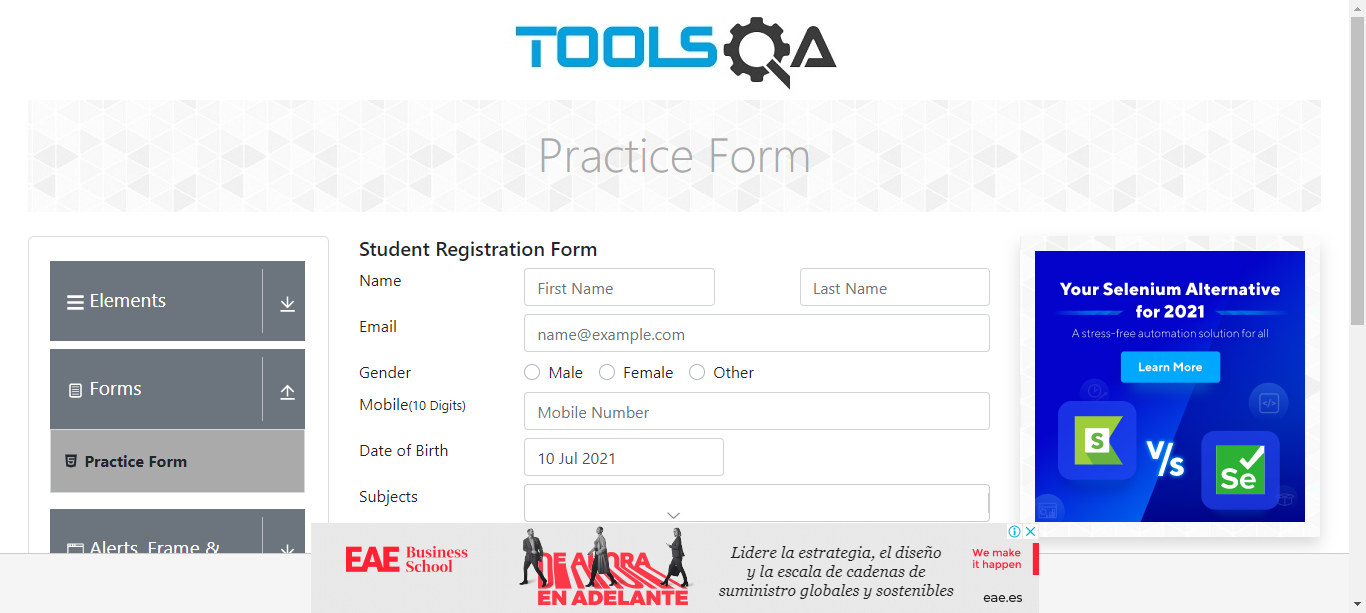 TOOLSQA
Practice Form
Elements
Forms
Practice Form
Alerts, Frame &
Student Registration Form
Name
First Name
Last Name
Email
name@example.com
Gender
Male
Female
Other
Mobile(10 Digits)
Mobile Number
Date of Birth
10 Jul 2021
Subjects
Your Selenium Alternative
for 2021
A stress-free automation solution for all
Learn More
S
V/s
Se
EAE Business
School
DE AHORA
EN ADELANTE
Lidere la estrategia, el diseño
y la escala de cadenas de
suministro globales y sostenibles
We make
it happen
eae.es